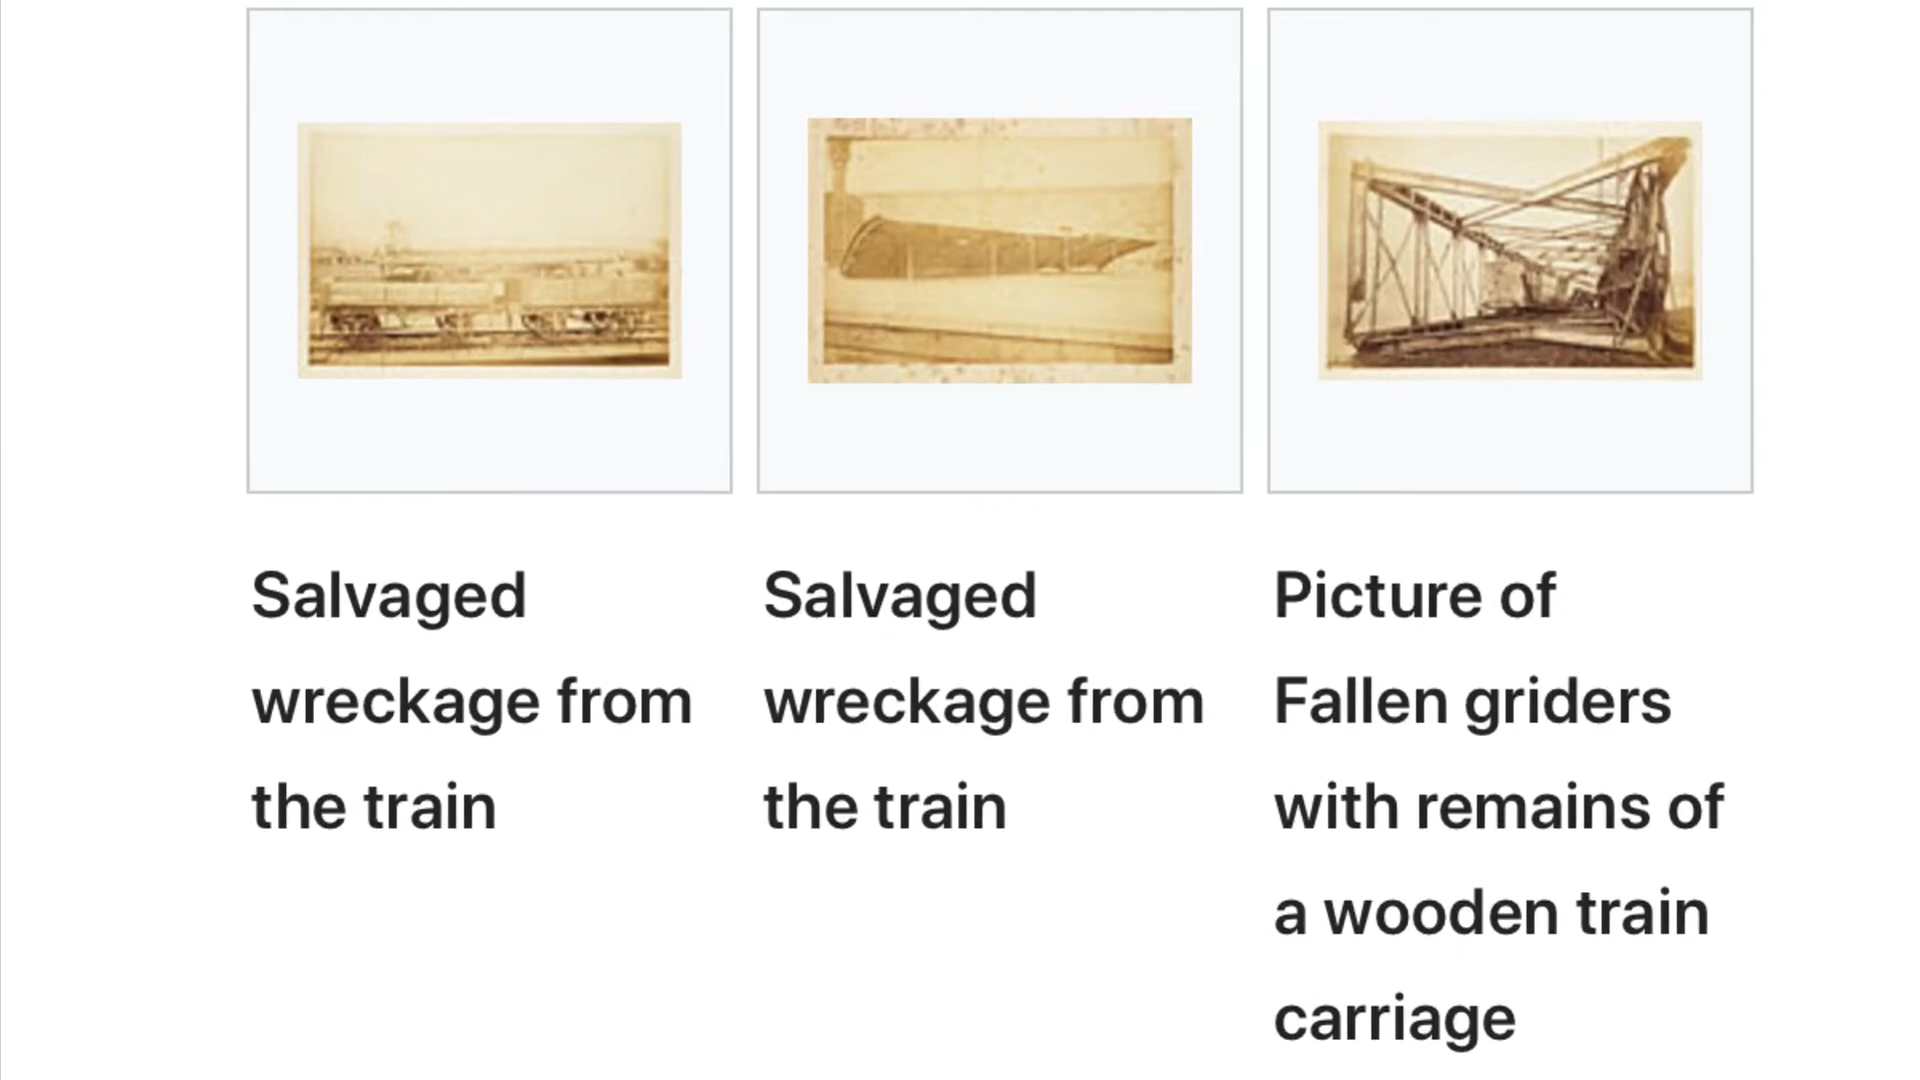 Salvaged
wreckage from
the train
Salvaged
wreckage from
the train
Picture of
Fallen griders
with remains of
a wooden train
carriage